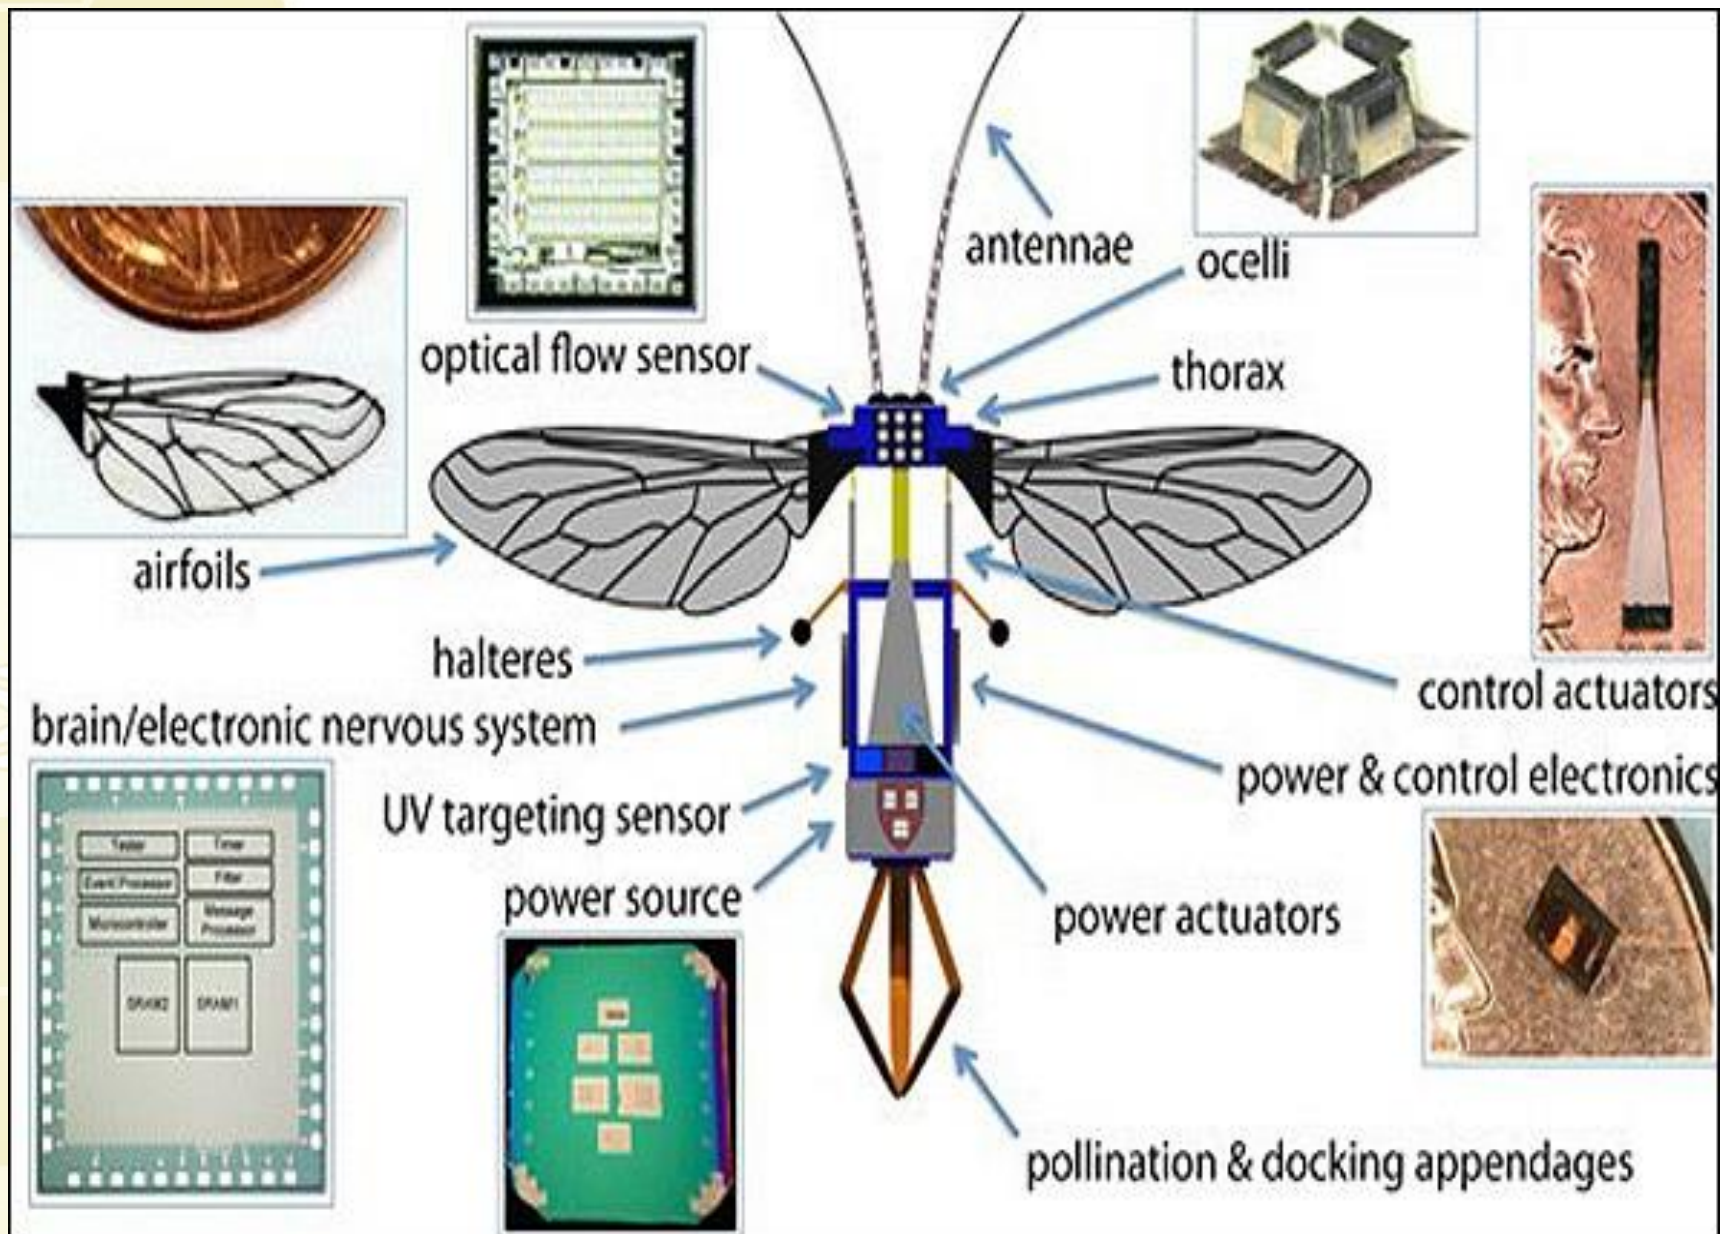 antennae
ocelli
optical flow sensor
thorax
airfoils
halteres
control actuators
brain/electronic nervous system
power & control electronics
UV targeting sensor
power source
power actuators
Timer
Filter
Event Processor
Microcontroller
Message
Processor
SRAM2
SRAM1
pollination & docking appendages